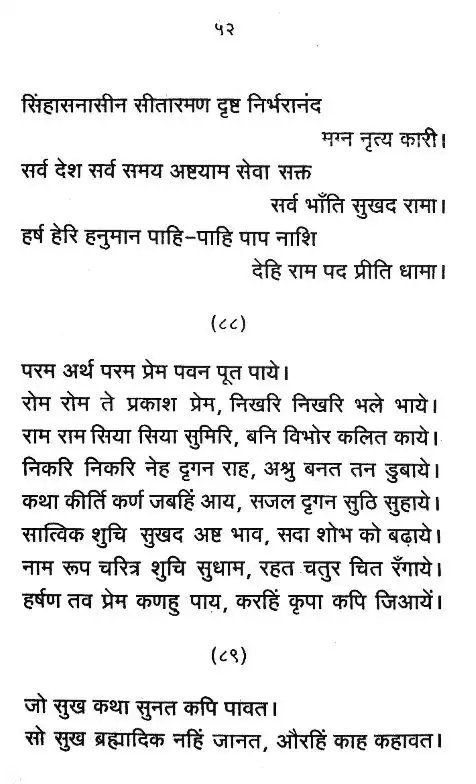 ५२
सिंहासनासीन सीतारमण दृष्ट निर्भरानंद
मग्न नृत्य कारी।
सर्व देश सर्व समय अष्टयाम सेवा सक्त
सर्व भाँति सुखद रामा।
हर्ष हेरि हनुमान पाहि-पाहि पाप नाशि
देहि राम पद प्रीति धामा।
(८८)
परम अर्थ परम प्रेम पवन पूत पाये।
रोम रोम ते प्रकाश प्रेम, निखरि निखरि भले भाये।
राम राम सिया सिया सुमिरि, बनि विभोर कलित काये।
निकरि निकरि नेह दृगन राह, अश्रु बनत तन डुबाये।
कथा कीर्ति कर्ण जबहिं आय, सजल दृगन सुठि सुहाये।
सात्विक शुचि सुखद अष्ट भाव, सदा शोभ को बढ़ाये।
नाम रूप चरित्र शुचि सुधाम, रहत चतुर चित रँगाये।
हर्षण तव प्रेम कणहु पाय, करहिं कृपा कपि जिआयें।
(८९)
जो सुख कथा सुनत कपि पावत।
सो सुख ब्रह्मादिक नहिं जानत, औरहिं काह कहावत।